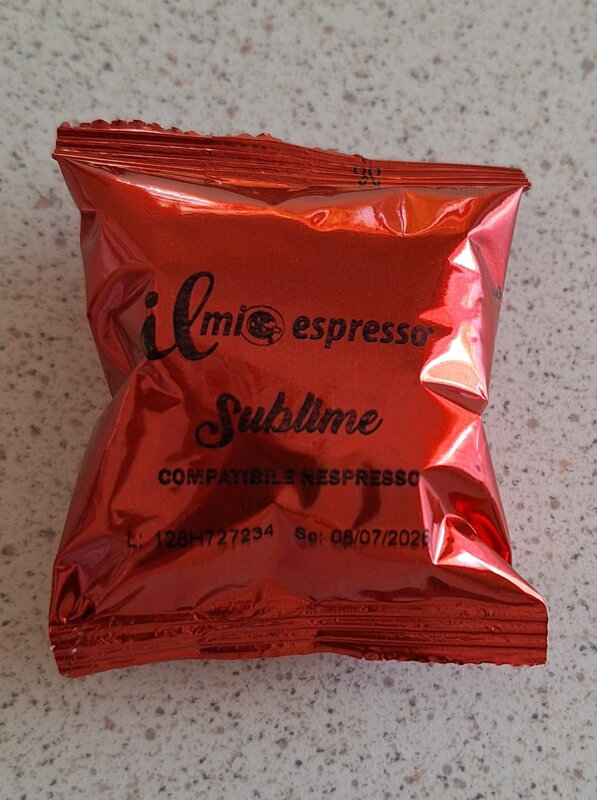 il mio espresso
Sublime
COMPATIBILE NESPRESSO
L: 128H727234 Sc: 06/07/2026